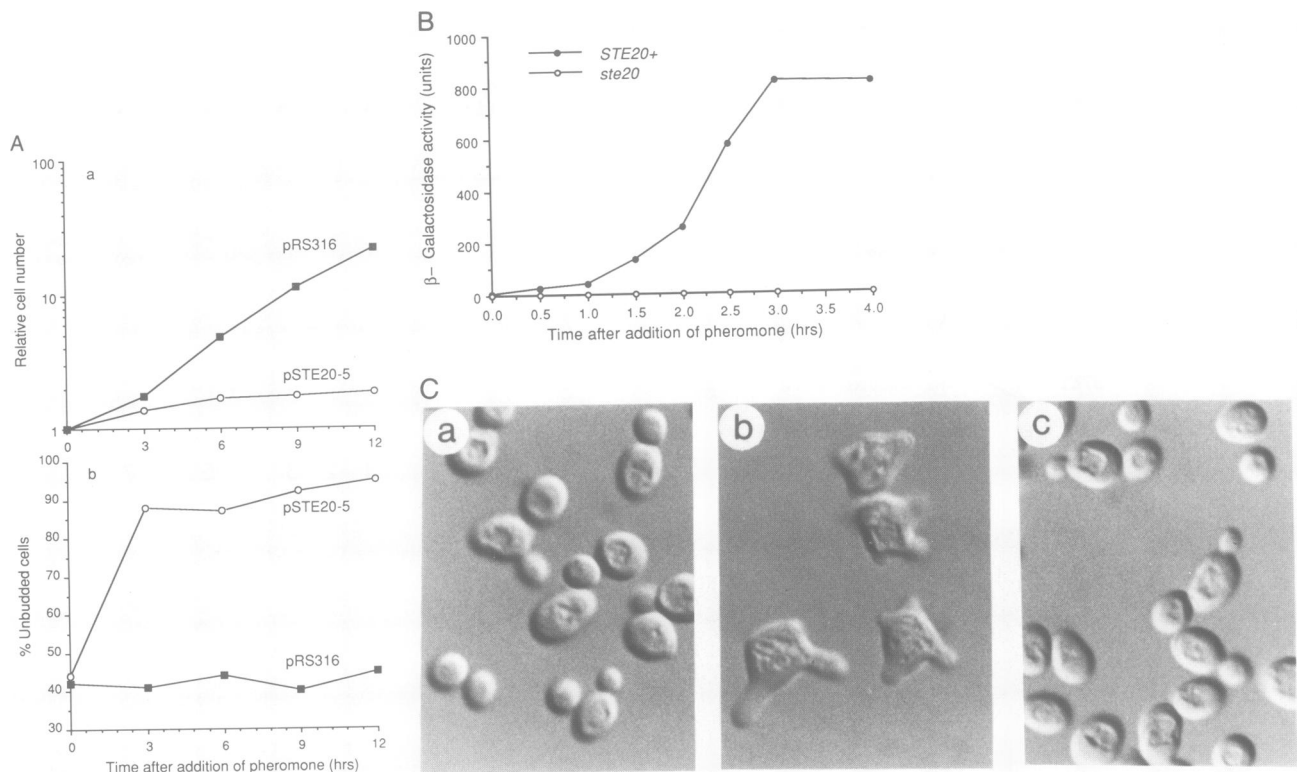 A
a
100
10
1
Relative cell number
pRS316
pSTE20-5
0 3 6 9 12
b
100
90
80
70
60
50
40
30
% Unbudded cells
pSTE20-5
pRS316
0 3 6 9 12
Time after addition of pheromone (hrs)
B
1000
800
600
400
200
0
β- Galactosidase activity (units)
STE20+
ste20
0.0 0.5 1.0 1.5 2.0 2.5 3.0 3.5 4.0
Time after addition of pheromone (hrs)
C
a
b
c